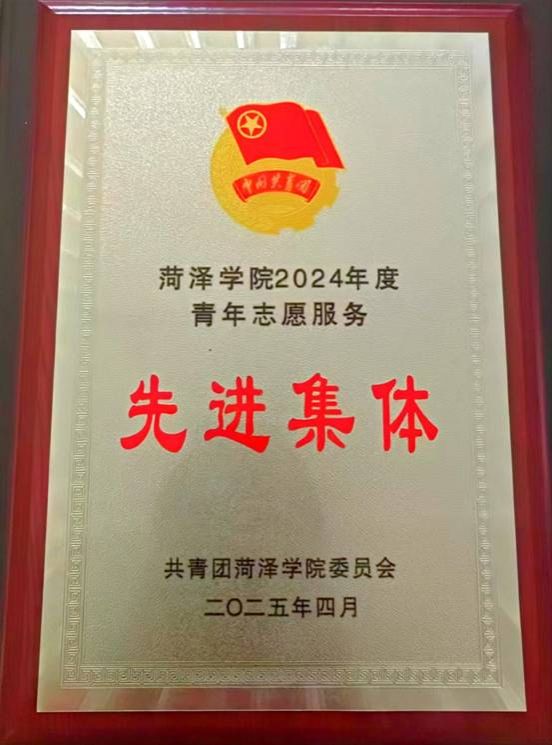 中国共青团
菏泽学院2024年度
青年志愿服务
先进集体
共青团菏泽学院委员会
二〇二五年四月